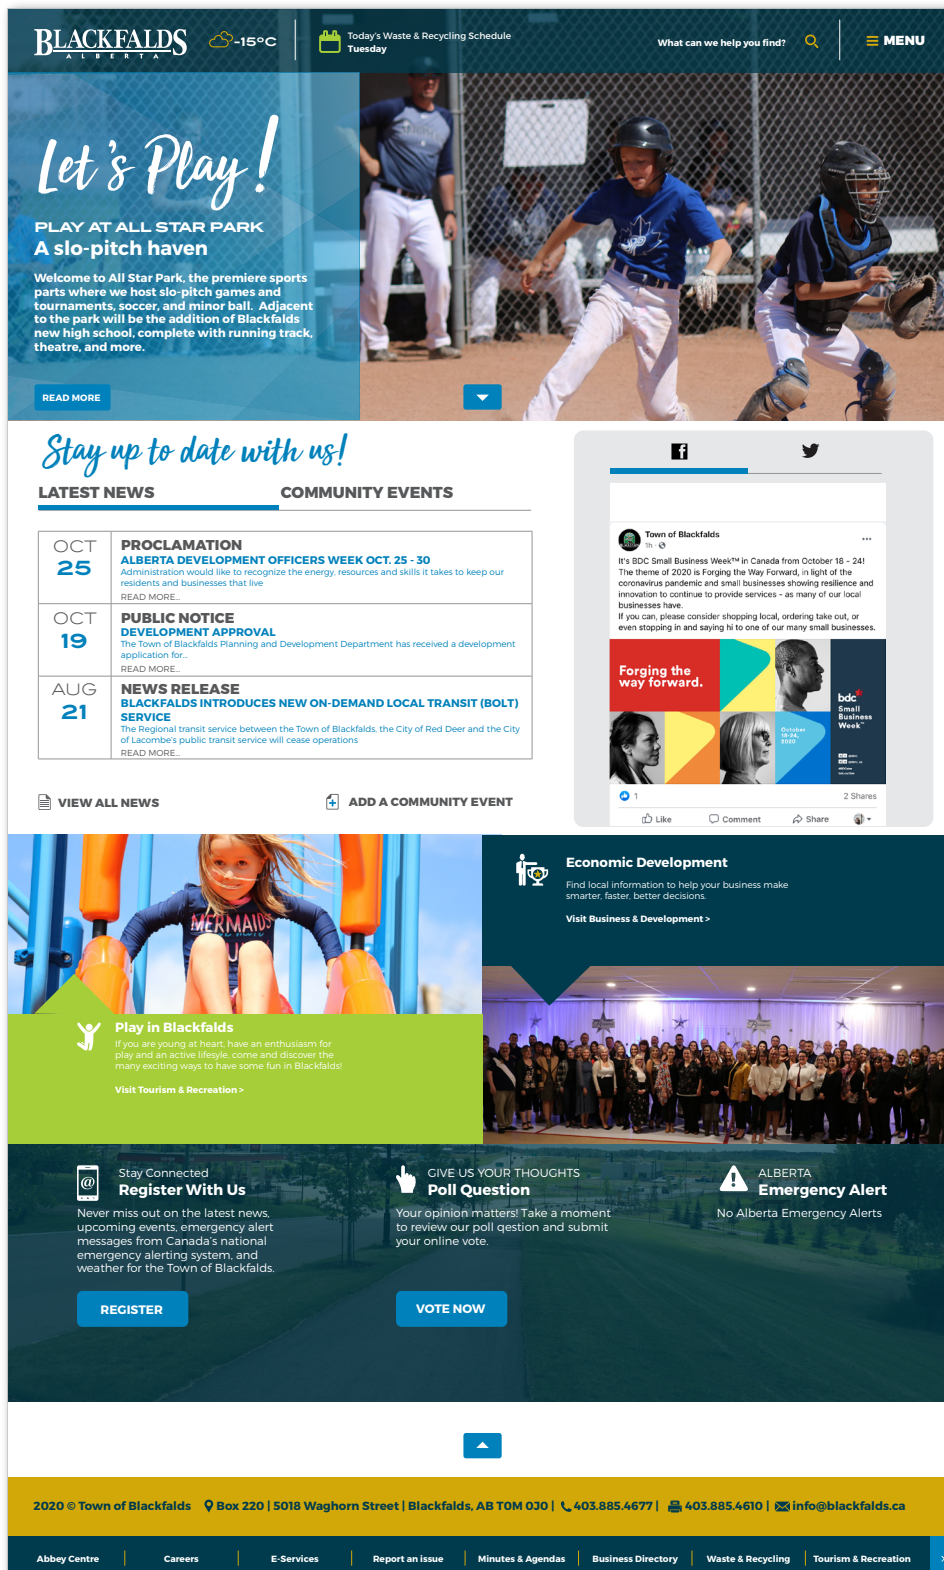 BLACKFALDS
ALBERTA
-15°C
Today's Waste & Recycling Schedule
Tuesday
What can we help you find?
MENU
Let's Play!
PLAY AT ALL STAR PARK
A slo-pitch haven
Welcome to All Star Park, the premiere sports
parts where we host slo-pitch games and
tournaments, soccer, and minor ball. Adjacent
to the park will be the addition of Blackfalds
new high school, complete with running track,
theatre, and more.
READ MORE
Stay up to date with us!
LATEST NEWS
COMMUNITY EVENTS
OCT
25
PROCLAMATION
ALBERTA DEVELOPMENT OFFICERS WEEK OCT. 25 - 30
Administration would like to recognize the energy, resources and skills it takes to keep our
residents and businesses that live
READ MORE...
OCT
19
PUBLIC NOTICE
DEVELOPMENT APPROVAL
The Town of Blackfalds Planning and Development Department has received a development
application for...
READ MORE...
AUG
21
NEWS RELEASE
BLACKFALDS INTRODUCES NEW ON-DEMAND LOCAL TRANSIT (BOLT)
SERVICE
The Regional transit service between the Town of Blackfalds, the City of Red Deer and the City
of Lacombe's public transit service will cease operations
READ MORE...
VIEW ALL NEWS
ADD A COMMUNITY EVENT
Town of Blackfalds
1h ·
It's BDC Small Business Week™ in Canada from October 18 - 24!
The theme of 2020 is Forging the Way Forward, in light of the
coronavirus pandemic and small businesses showing resilience and
innovation to continue to provide services - as many of our local
businesses have.
If you can, please consider shopping local, ordering take out, or
even stopping in and saying hi to one of our many small businesses.
Forging the
way forward.
bdc
Small
Business
Week™
October
18-24,
2020
1
2 Shares
Like
Comment
Share
MERMAIDS
Economic Development
Find local information to help your business make
smarter, faster, better decisions.
Visit Business & Development >
Play in Blackfalds
If you are young at heart, have an enthusiasm for
play and an active lifesyle, come and discover the
many exciting ways to have some fun in Blackfalds!
Visit Tourism & Recreation >
Stay Connected
Register With Us
Never miss out on the latest news,
upcoming events, emergency alert
messages from Canada's national
emergency alerting system, and
weather for the Town of Blackfalds.
REGISTER
GIVE US YOUR THOUGHTS
Poll Question
Your opinion matters! Take a moment
to review our poll qestion and submit
your online vote.
VOTE NOW
ALBERTA
Emergency Alert
No Alberta Emergency Alerts
2020 © Town of Blackfalds Box 220 | 5018 Waghorn Street | Blackfalds, AB T0M 0J0 | 403.885.4677 | 403.885.4610 | info@blackfalds.ca
Abbey Centre | Careers | E-Services | Report an issue | Minutes & Agendas | Business Directory | Waste & Recycling | Tourism & Recreation